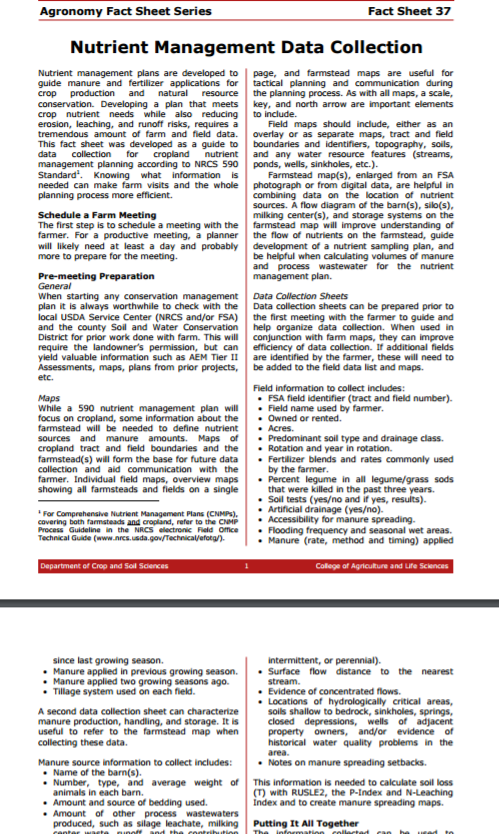 Agronomy Fact Sheet Series
Fact Sheet 37
Nutrient Management Data Collection
Nutrient management plans are developed to
guide manure and fertilizer applications for
crop production and natural resource
conservation. Developing a plan that meets
crop nutrient needs while also reducing
erosion, leaching, and runoff risks, requires a
tremendous amount of farm and field data.
This fact sheet was developed as a guide to
data collection for cropland nutrient
management planning according to NRCS 590
Standard¹. Knowing what information is
needed can make farm visits and the whole
planning process more efficient.
Schedule a Farm Meeting
The first step is to schedule a meeting with the
farmer. For a productive meeting, a planner
will likely need at least a day and probably
more to prepare for the meeting.
Pre-meeting Preparation
General
When starting any conservation management
plan it is always worthwhile to check with the
local USDA Service Center (NRCS and/or FSA)
and the county Soil and Water Conservation
District for prior work done with farm. This will
require the landowner's permission, but can
yield valuable information such as AEM Tier II
Assessments, maps, plans from prior projects,
etc.
Maps
While a 590 nutrient management plan will
focus on cropland, some information about the
farmstead will be needed to define nutrient
sources and manure amounts. Maps of
cropland tract and field boundaries and the
farmstead(s) will form the base for future data
collection and aid communication with the
farmer. Individual field maps, overview maps
showing all farmsteads and fields on a single
¹ For Comprehensive Nutrient Management Plans (CNMPs),
covering both farmsteads and cropland, refer to the CNMP
Process Guideline in the NRCS electronic Field Office
Technical Guide (www.nrcs.usda.gov/Technical/efotg/).
page, and farmstead maps are useful for
tactical planning and communication during
the planning process. As with all maps, a scale,
key, and north arrow are important elements
to include.
Field maps should include, either as an
overlay or as separate maps, tract and field
boundaries and identifiers, topography, soils,
and any water resource features (streams,
ponds, wells, sinkholes, etc.).
Farmstead map(s), enlarged from an FSA
photograph or from digital data, are helpful in
combining data on the location of nutrient
sources. A flow diagram of the barn(s), silo(s),
milking center(s), and storage systems on the
farmstead map will improve understanding of
the flow of nutrients on the farmstead, guide
development of a nutrient sampling plan, and
be helpful when calculating volumes of manure
and process wastewater for the nutrient
management plan.
Data Collection Sheets
Data collection sheets can be prepared prior to
the first meeting with the farmer to guide and
help organize data collection. When used in
conjunction with farm maps, they can improve
efficiency of data collection. If additional fields
are identified by the farmer, these will need to
be added to the field data list and maps.
Field information to collect includes:
• FSA field identifier (tract and field number).
• Field name used by farmer.
• Owned or rented.
• Acres.
• Predominant soil type and drainage class.
• Rotation and year in rotation.
• Fertilizer blends and rates commonly used
by the farmer.
• Percent legume in all legume/grass sods
that were killed in the past three years.
• Soil tests (yes/no and if yes, results).
• Artificial drainage (yes/no).
• Accessibility for manure spreading.
• Flooding frequency and seasonal wet areas.
• Manure (rate, method and timing) applied
Department of Crop and Soil Sciences
1
College of Agriculture and Life Sciences
since last growing season.
• Manure applied in previous growing season.
• Manure applied two growing seasons ago.
• Tillage system used on each field.
A second data collection sheet can characterize
manure production, handling, and storage. It is
useful to refer to the farmstead map when
collecting these data.
Manure source information to collect includes:
• Name of the barn(s).
• Number, type, and average weight of
animals in each barn.
• Amount and source of bedding used.
• Amount of other process wastewaters
produced, such as silage leachate, milking
center waste, runoff, and the contribution
intermittent, or perennial).
• Surface flow distance to the nearest
stream.
• Evidence of concentrated flows.
• Locations of hydrologically critical areas,
soils shallow to bedrock, sinkholes, springs,
closed depressions, wells of adjacent
property owners, and/or evidence of
historical water quality problems in the
area.
• Notes on manure spreading setbacks.
This information is needed to calculate soil loss
(T) with RUSLE2, the P-Index and N-Leaching
Index and to create manure spreading maps.
Putting It All Together
The information collected can be used to